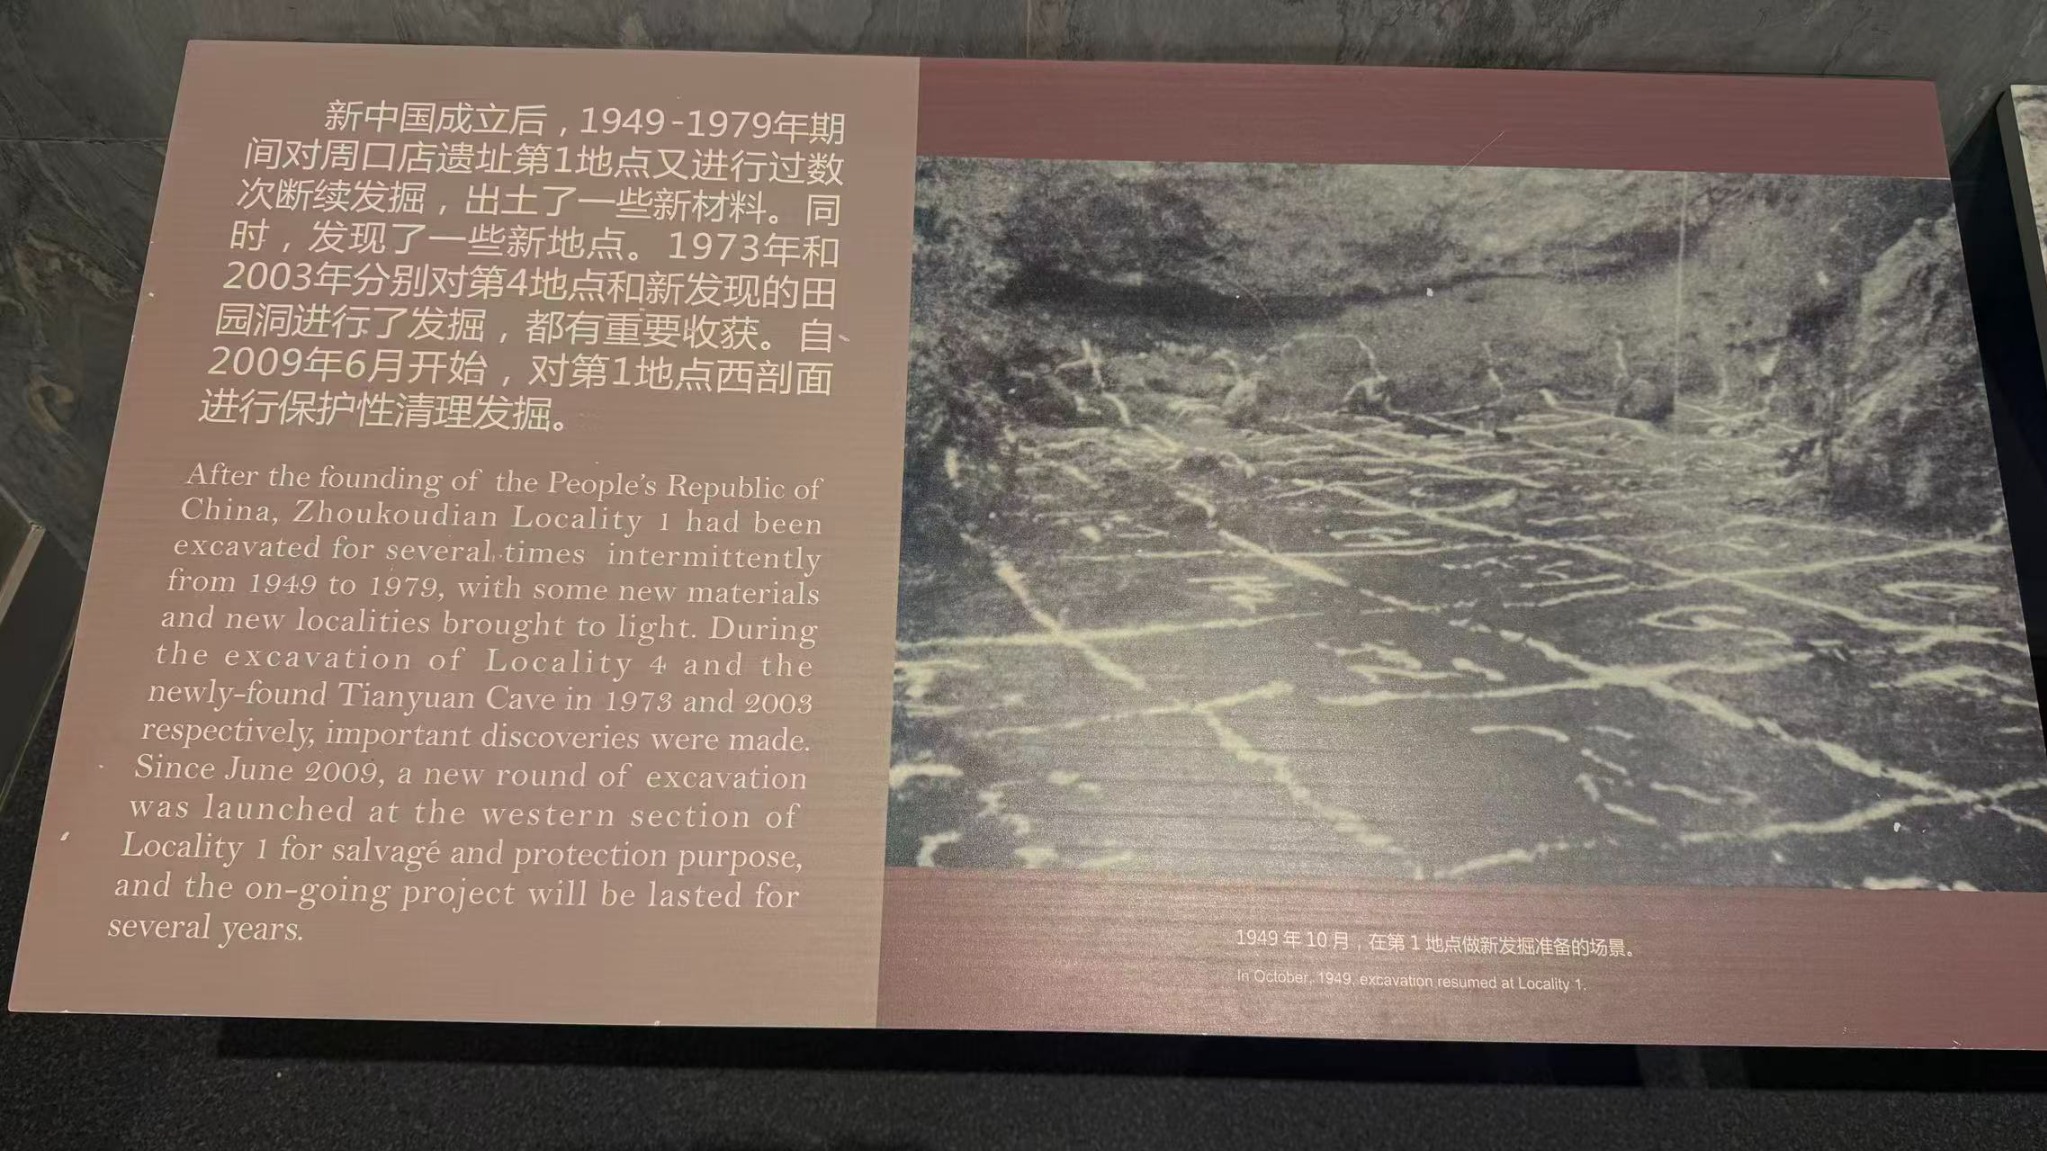 新中国成立后，1949-1979年期
间对周口店遗址第1地点又进行过数
次断续发掘，出土了一些新材料。同
时，发现了一些新地点。1973年和
2003年分别对第4地点和新发现的田
园洞进行了发掘，都有重要收获。自
2009年6月开始，对第1地点西剖面
进行保护性清理发掘。
After the founding of the People's Republic of
China, Zhoukoudian Locality 1 had been
excavated for several times intermittently
from 1949 to 1979, with some new materials
and new localities brought to light. During
the excavation of Locality 4 and the
newly-found Tianyuan Cave in 1973 and 2003
respectively, important discoveries were made.
Since June 2009, a new round of excavation
was launched at the western section of
Locality 1 for salvage and protection purpose,
and the on-going project will be lasted for
several years.
1949年10月，在第1地点做新发掘准备的场景。
In October, 1949, excavation resumed at Locality 1.